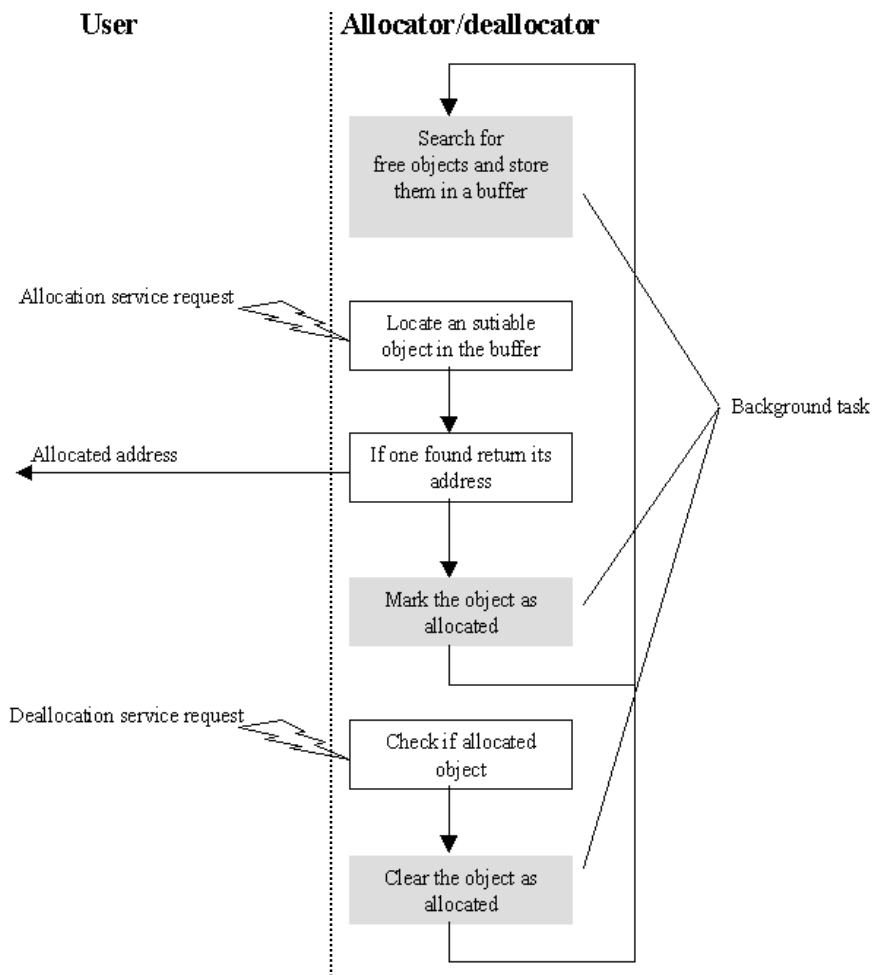 User
Allocator/deallocator
Search for
free objects and store
them in a buffer
Allocation service request
Locate an sutiable
object in the buffer
Background task
Allocated address
If one found return its
address
Mark the object as
allocated
Deallocation service request
Check if allocated
object
Clear the object as
allocated